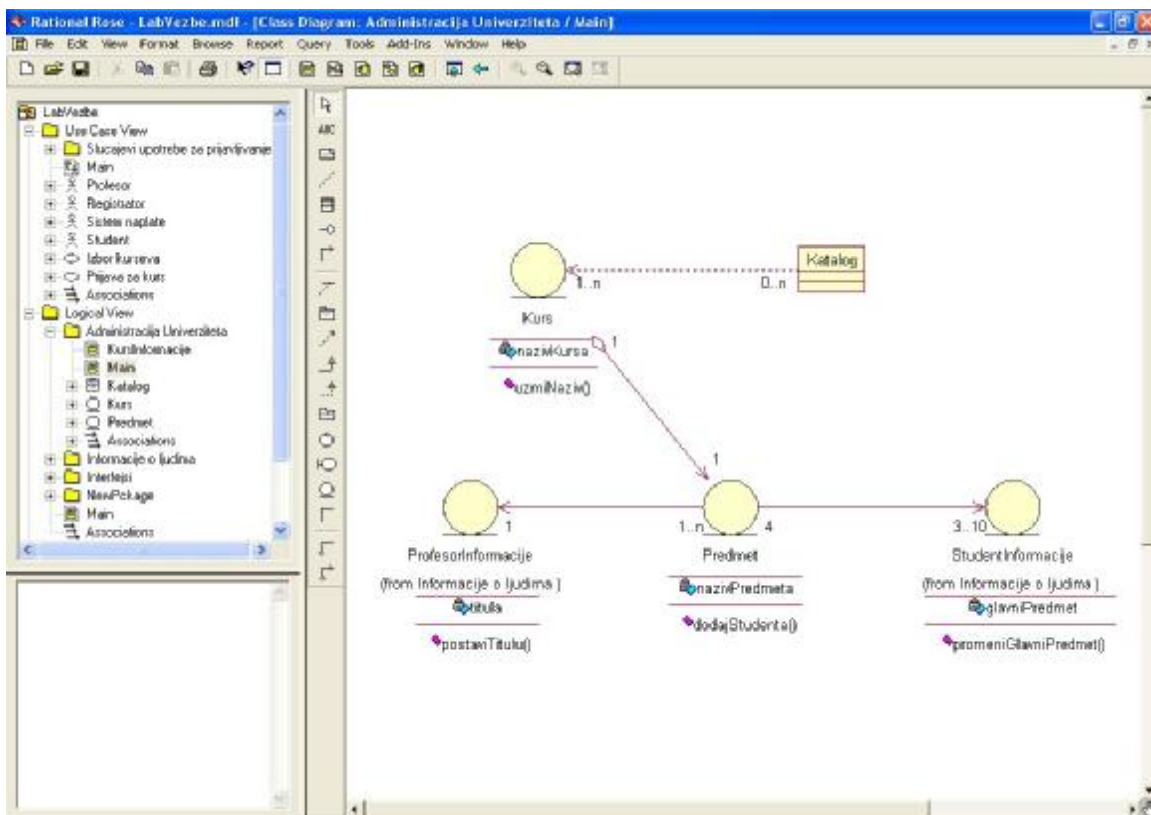 Rational Rose - LabVezbe.mdl - [Class Diagram: Administracija Univerziteta / Main]
File Edit View Format Browse Report Query Tools Add-Ins Window Help
LabVezbe
Use Case View
Slucajevi upotrebe za prijavljivanje
Main
Profesor
Registrator
Sistem naplate
Student
Izbor kurseva
Prijava za kurs
Associations
Logical View
Administracija Univerziteta
KursInformacije
Main
Katalog
Kurs
Predmet
Associations
Informacije o ljudima
Interfejsi
NewPckage
Main
Associations
ABC
Katalog
1..n
0..n
Kurs
nazivKursa
1
uzmiNaziv()
1
1
1..n
4
3..10
ProfesorInformacije
(from Informacije o ljudima )
titula
postaviTitulu()
Predmet
nazivPredmeta
dodajStudenta()
StudentInformacije
(from Informacije o ljudima )
glavniPredmet
promeniGlavniPredmet()